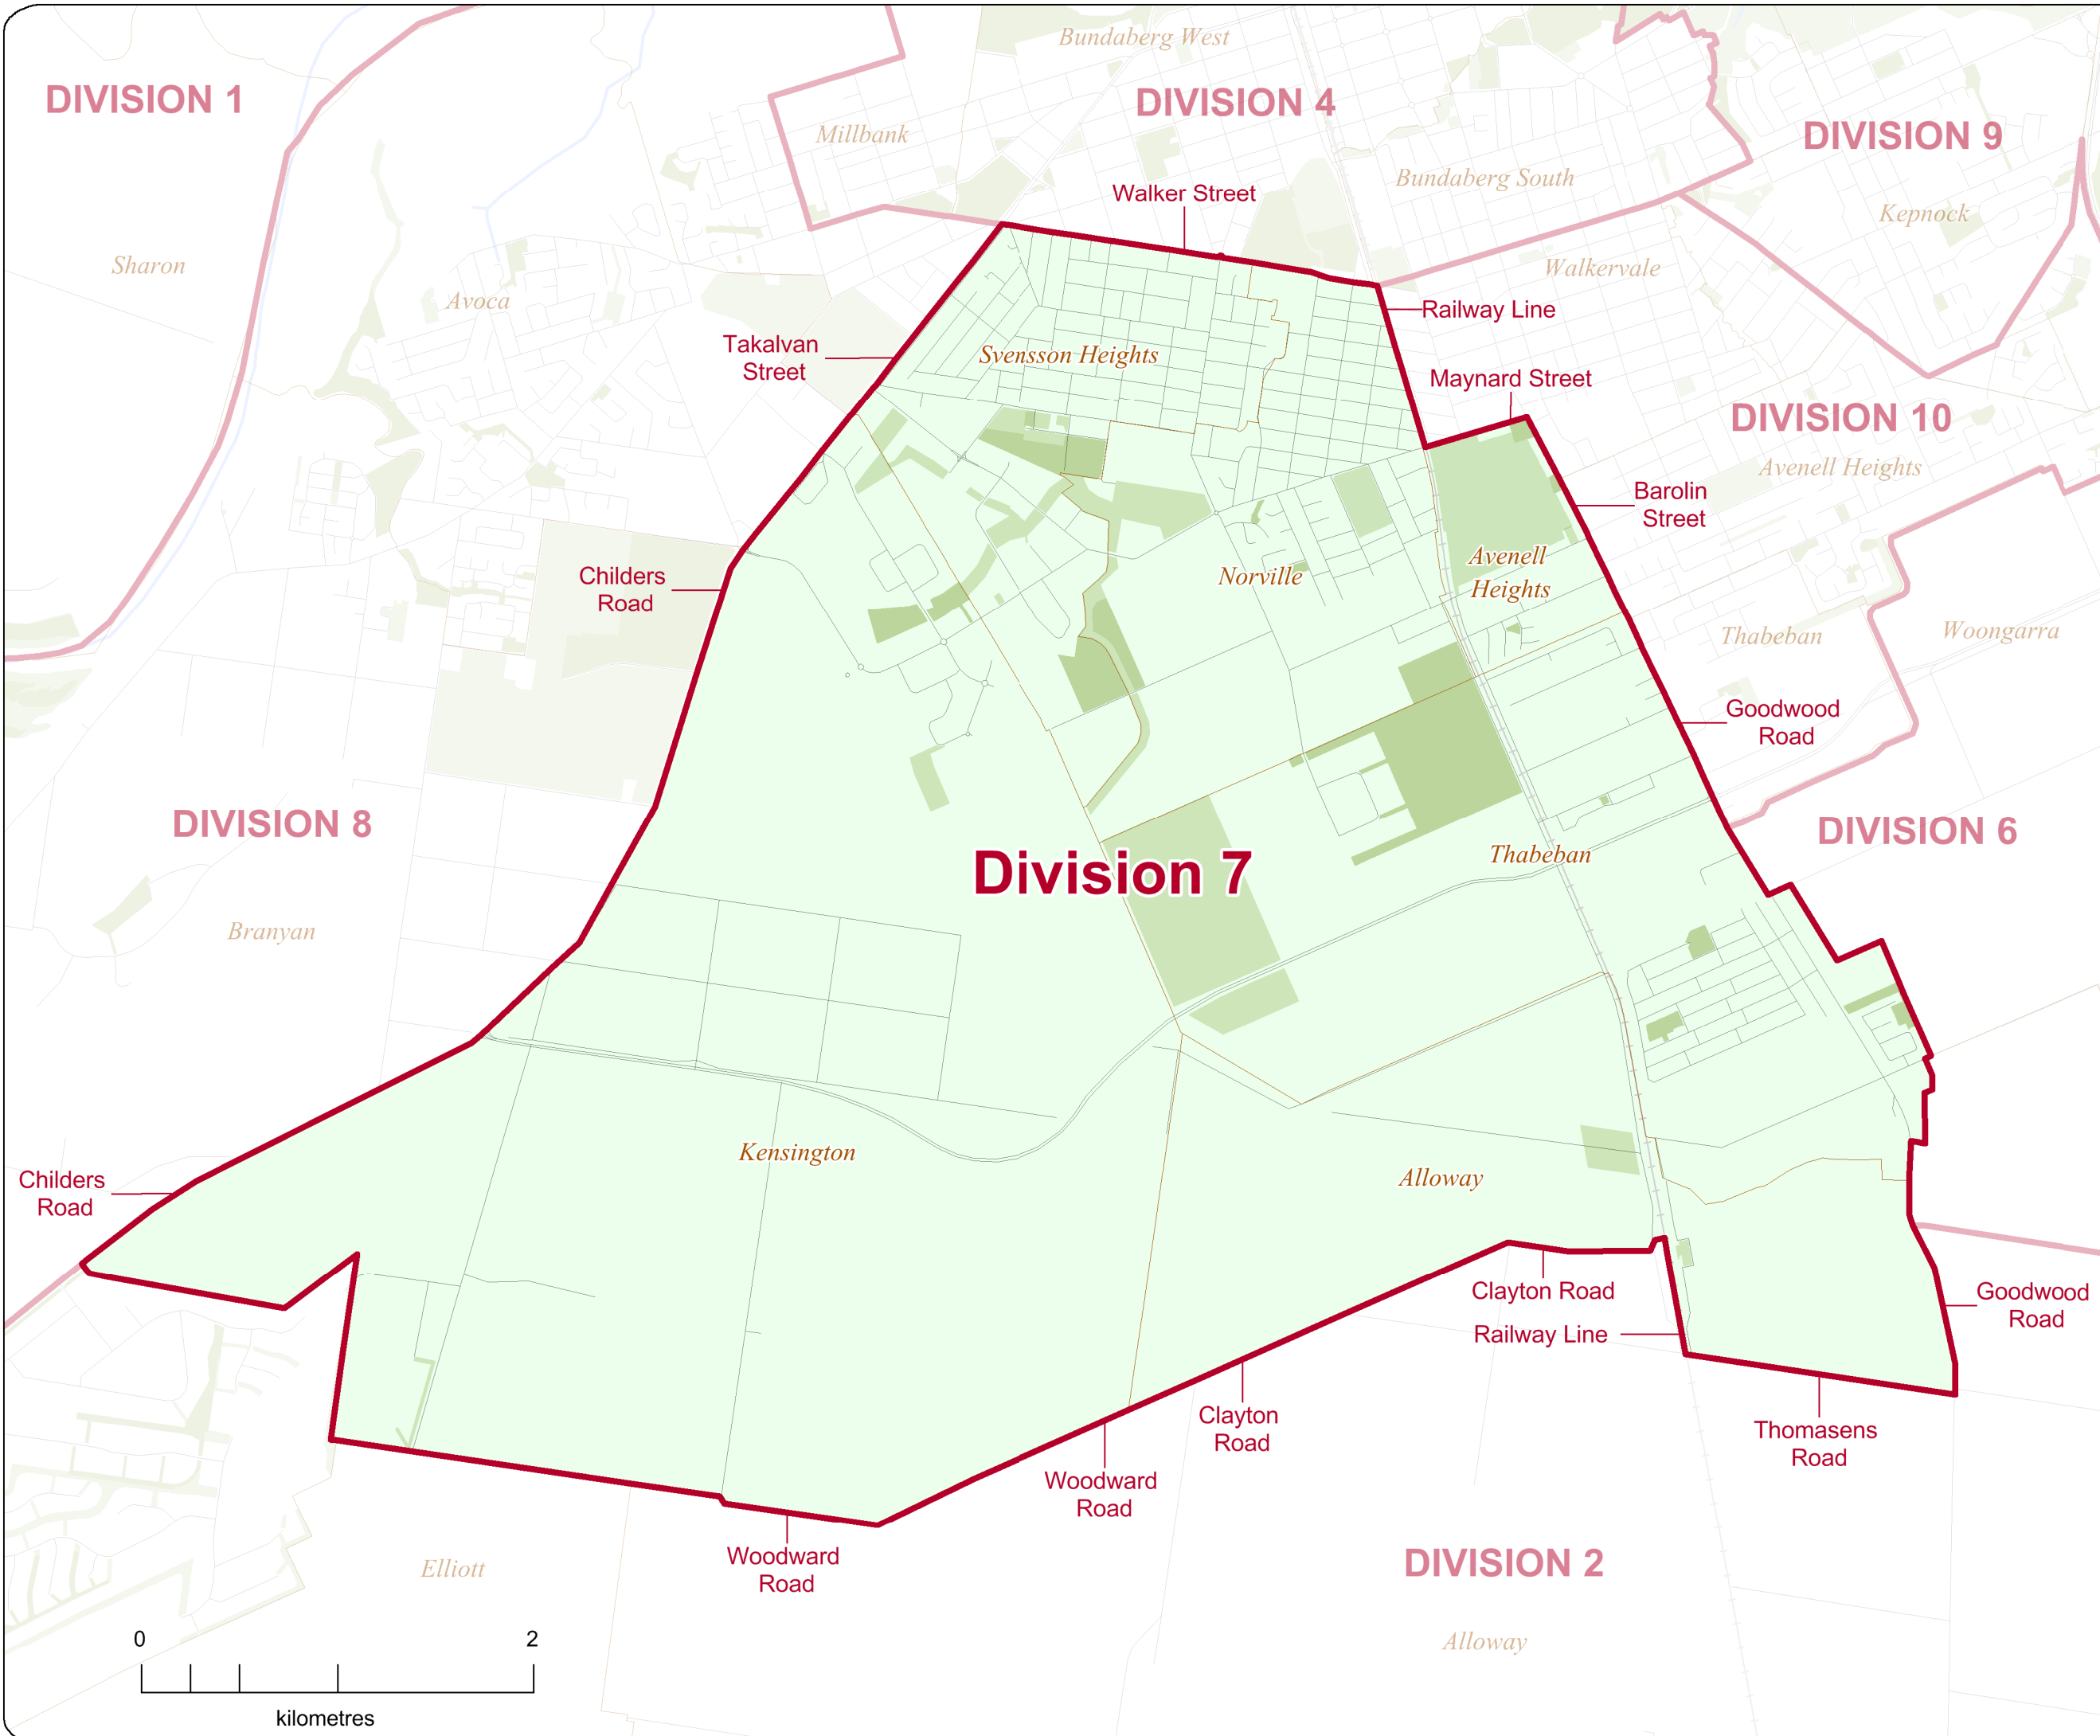 Bundaberg West
DIVISION 1
DIVISION 4
Millbank
DIVISION 9
Bundaberg South
Walker Street
Kepnock
Sharon
Walkervale
Avoca
Railway Line
Takalvan
Street
Svensson Heights
Maynard Street
DIVISION 10
Avenell Heights
Barolin
Street
Childers
Road
Norville
Avenell
Heights
Thabeban
Woongarra
Goodwood
Road
DIVISION 8
DIVISION 6
Division 7
Thabeban
Branyan
Kensington
Alloway
Childers
Road
Clayton Road
Goodwood
Road
Railway Line
Clayton
Road
Thomasens
Road
Woodward
Road
Woodward
Road
Elliott
DIVISION 2
Alloway
0 2
kilometres